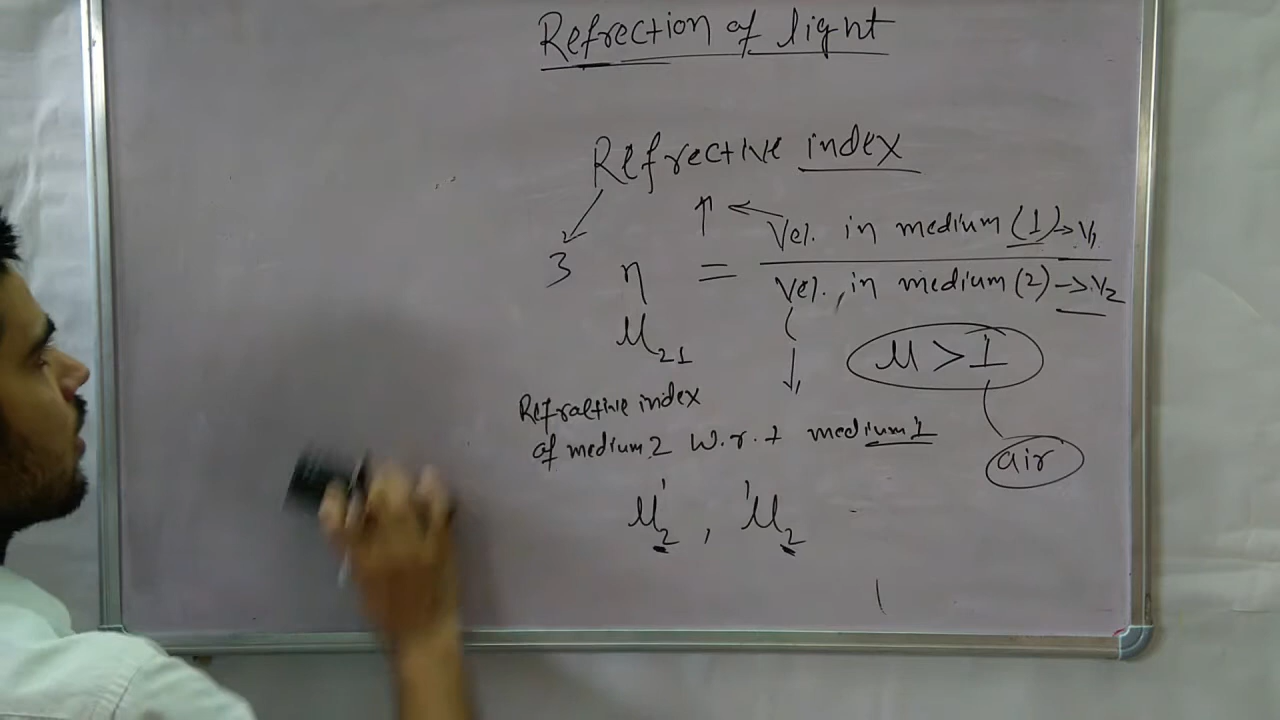 Refrection of light
Refrective index
↑ ← Vel. in medium (1) → V₁
3 η = Vel. in medium (2) → V₂
μ₂₁
μ > 1
Refractive index
of medium 2 w.r.t medium 1
air
μ'₂ , 'μ₂